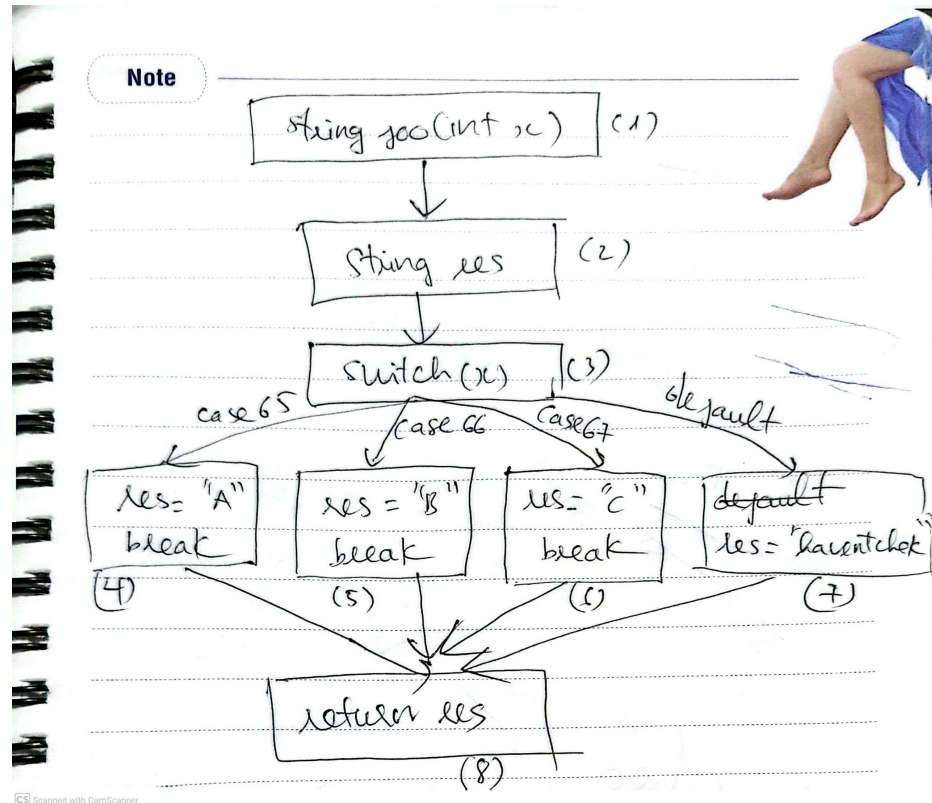 Note
string foo(int x) (1)
string res (2)
switch(x) (3)
case 65 case 66 case 67 default
res= "A" res = "B" res= "C" default
break break break res= "haventchek"
(4) (5) (6) (7)
return res
(8)
CS Scanned with CamScanner